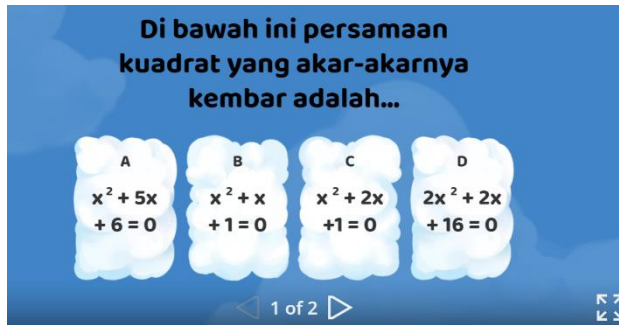 Di bawah ini persamaan
kuadrat yang akar-akarnya
kembar adalah...
A
x² + 5x
+ 6 = 0
B
x² + x
+ 1 = 0
C
x² + 2x
+1 = 0
D
2x² + 2x
+ 16 = 0
1 of 2